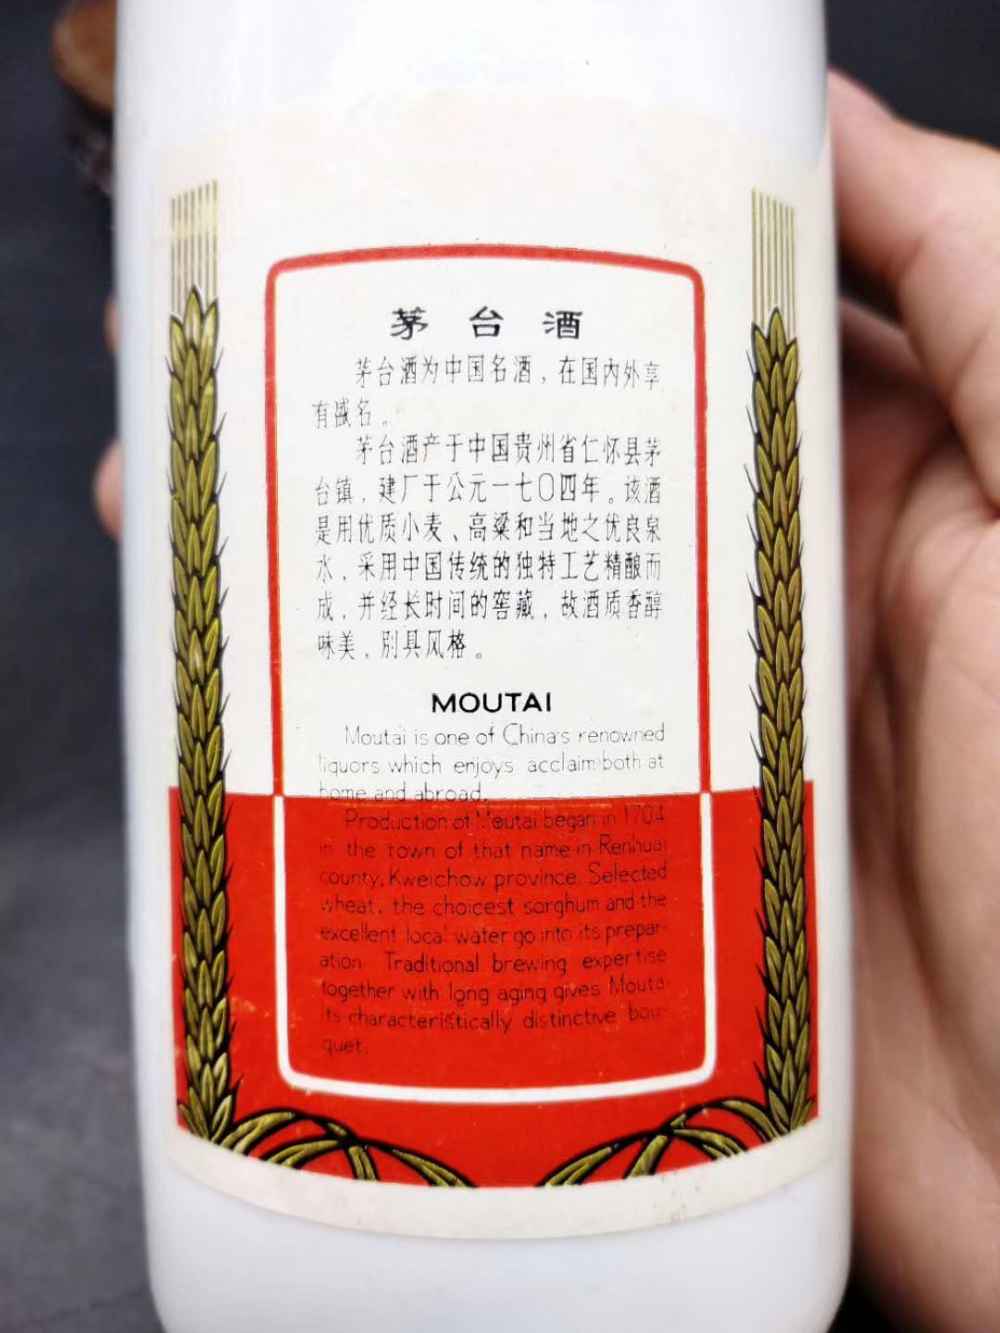 茅台酒
茅台酒为中国名酒，在国内外享
有盛名。
茅台酒产于中国贵州省仁怀县茅
台镇，建厂于公元一七〇四年。该酒
是用优质小麦、高粱和当地之优良泉
水，采用中国传统的独特工艺精酿而
成，并经长时间的窖藏，故酒质香醇
味美，别具风格。
MOUTAI
Moutai is one of China's renowned
liquors which enjoys acclaim both at
home and abroad.
Production of Moutai began in 1704
in the town of that name in Renhuai
county, Kweichow province. Selected
wheat, the choicest sorghum and the
excellent local water go into its prepar-
ation. Traditional brewing expertise
together with long aging gives Moutai
its characteristically distinctive bou-
quet.